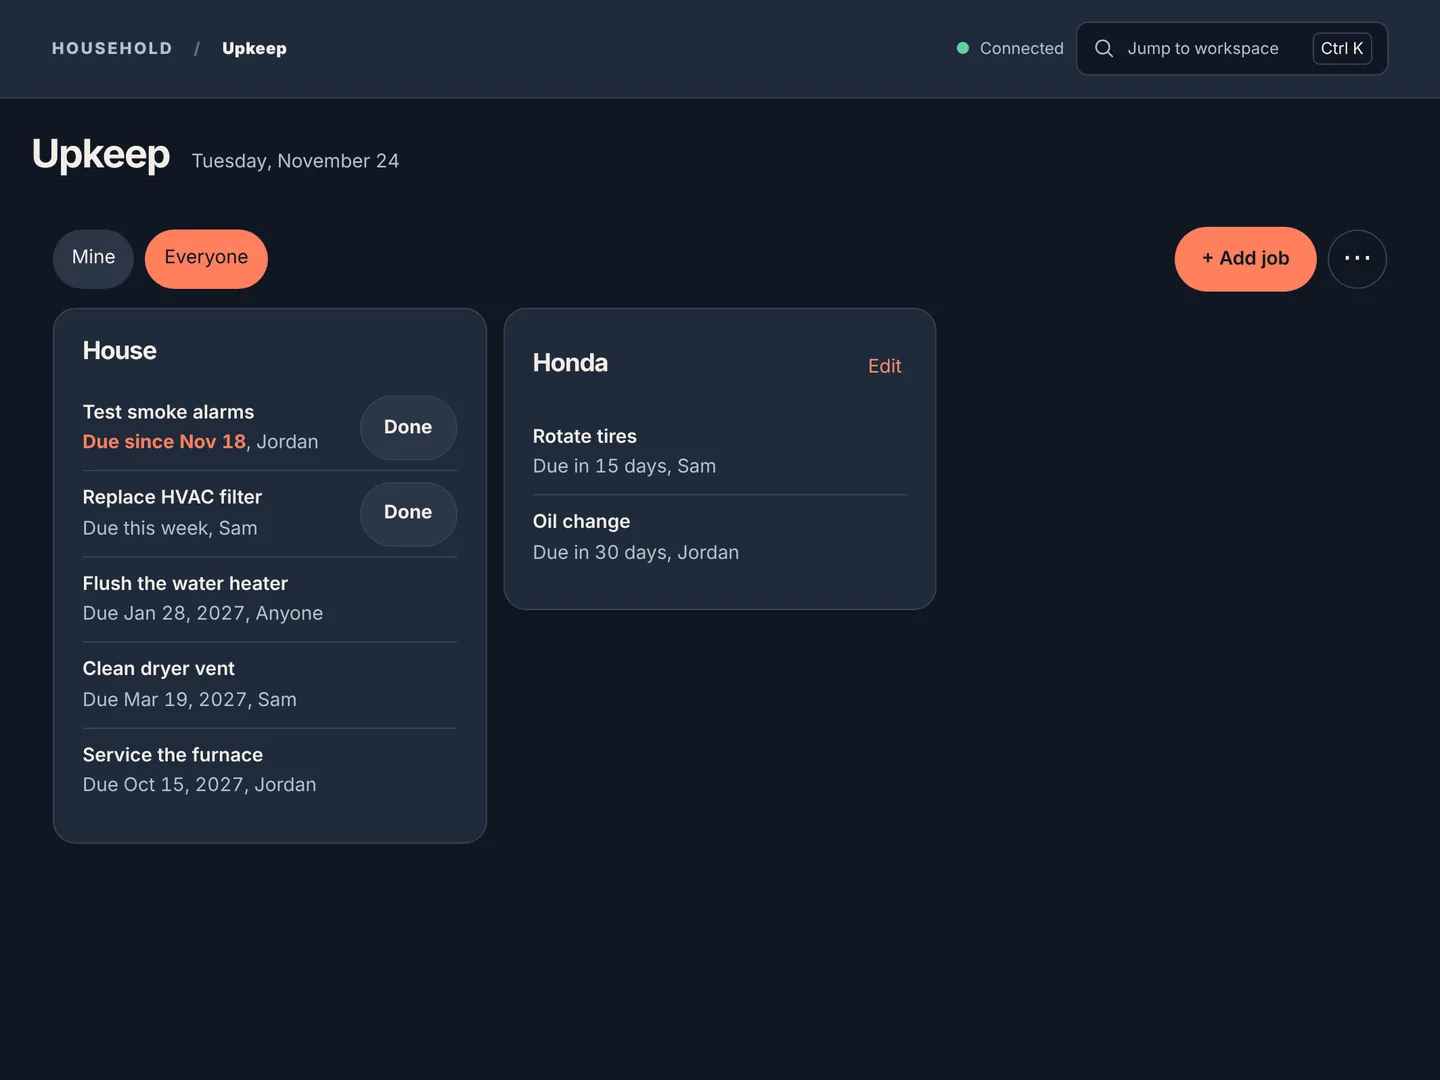 HOUSEHOLD / Upkeep
Connected
Jump to workspace
Ctrl K
Upkeep
Tuesday, November 24
Mine
Everyone
+ Add job
···
House
Test smoke alarms
Due since Nov 18, Jordan
Done
Replace HVAC filter
Due this week, Sam
Done
Flush the water heater
Due Jan 28, 2027, Anyone
Clean dryer vent
Due Mar 19, 2027, Sam
Service the furnace
Due Oct 15, 2027, Jordan
Honda
Edit
Rotate tires
Due in 15 days, Sam
Oil change
Due in 30 days, Jordan